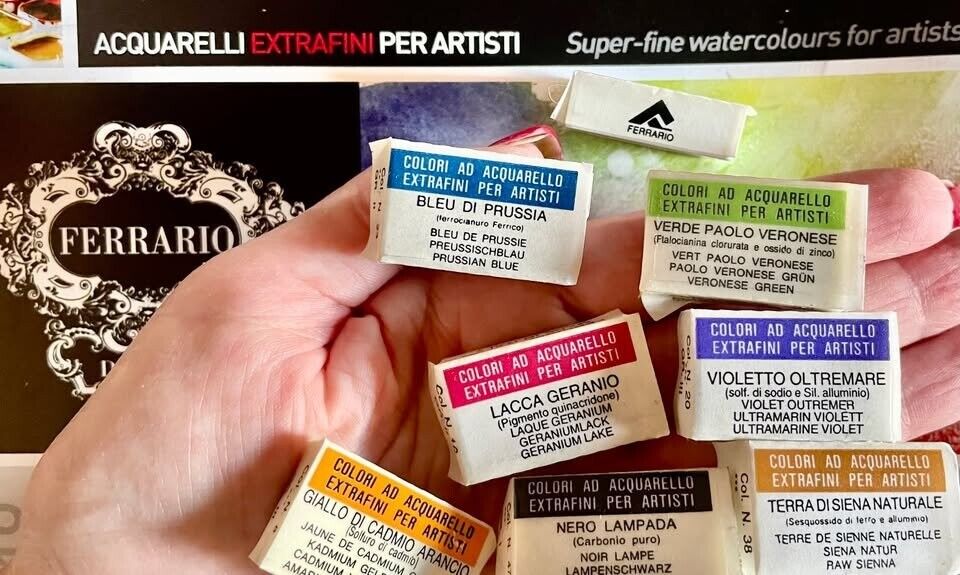 ACQUARELLI EXTRAFINI PER ARTISTI
Super-fine watercolours for artists
FERRARIO
FERRARIO
COLORI AD ACQUARELLO
EXTRAFINI PER ARTISTI
BLEU DI PRUSSIA
(ferrocianuro Ferrico)
BLEU DE PRUSSIE
PREUSSISCHBLAU
PRUSSIAN BLUE
COLORI AD ACQUARELLO
EXTRAFINI PER ARTISTI
VERDE PAOLO VERONESE
(Ftalocianina clorurata e ossido di zinco)
VERT PAOLO VERONESE
PAOLO VERONESE GRÜN
VERONESE GREEN
COLORI AD ACQUARELLO
EXTRAFINI PER ARTISTI
LACCA GERANIO
(Pigmento quinacridone)
LAQUE GERANIUM
GERANIUMLACK
GERANIUM LAKE
Col. N.
COLORI AD ACQUARELLO
EXTRAFINI PER ARTISTI
VIOLETTO OLTREMARE
(solf. di sodio e Sil. alluminio)
VIOLET OUTREMER
ULTRAMARIN VIOLETT
ULTRAMARINE VIOLET
Col. N. 20
COLORI AD ACQUARELLO
EXTRAFINI PER ARTISTI
GIALLO DI CADMIO ARANCIO
(Solfuro di cadmio)
JAUNE DE CADMIUM
KADMIUM
CADMIUM
COLORI AD ACQUARELLO
EXTRAFINI PER ARTISTI
NERO LAMPADA
(Carbonio puro)
NOIR LAMPE
LAMPENSCHWARZ
Col. N.
COLORI AD ACQUARELLO
EXTRAFINI PER ARTISTI
TERRA DI SIENA NATURALE
(Sesquossido di ferro e alluminio)
TERRE DE SIENNE NATURELLE
SIENA NATUR
RAW SIENNA
Col. N. 38